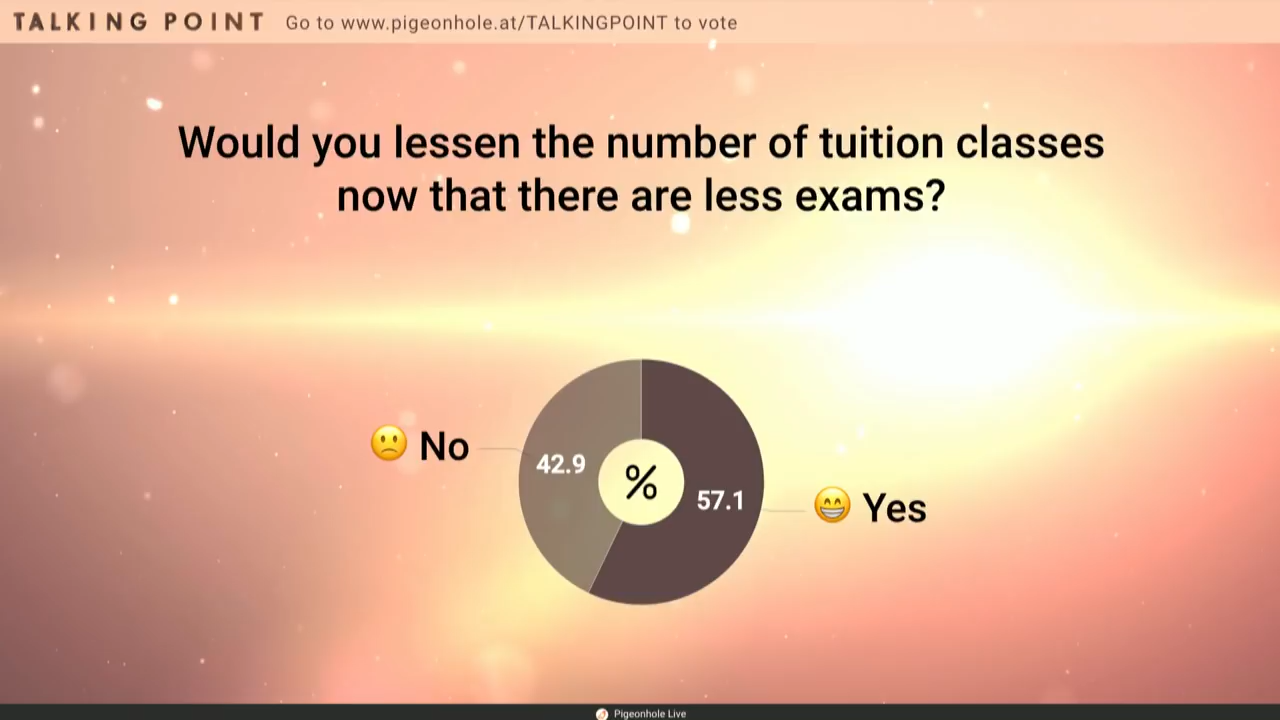 TALKING POINT Go to www.pigeonhole.at/TALKINGPOINT to vote
Would you lessen the number of tuition classes
now that there are less exams?
No
42.9
%
57.1
Yes
Pigeonhole Live